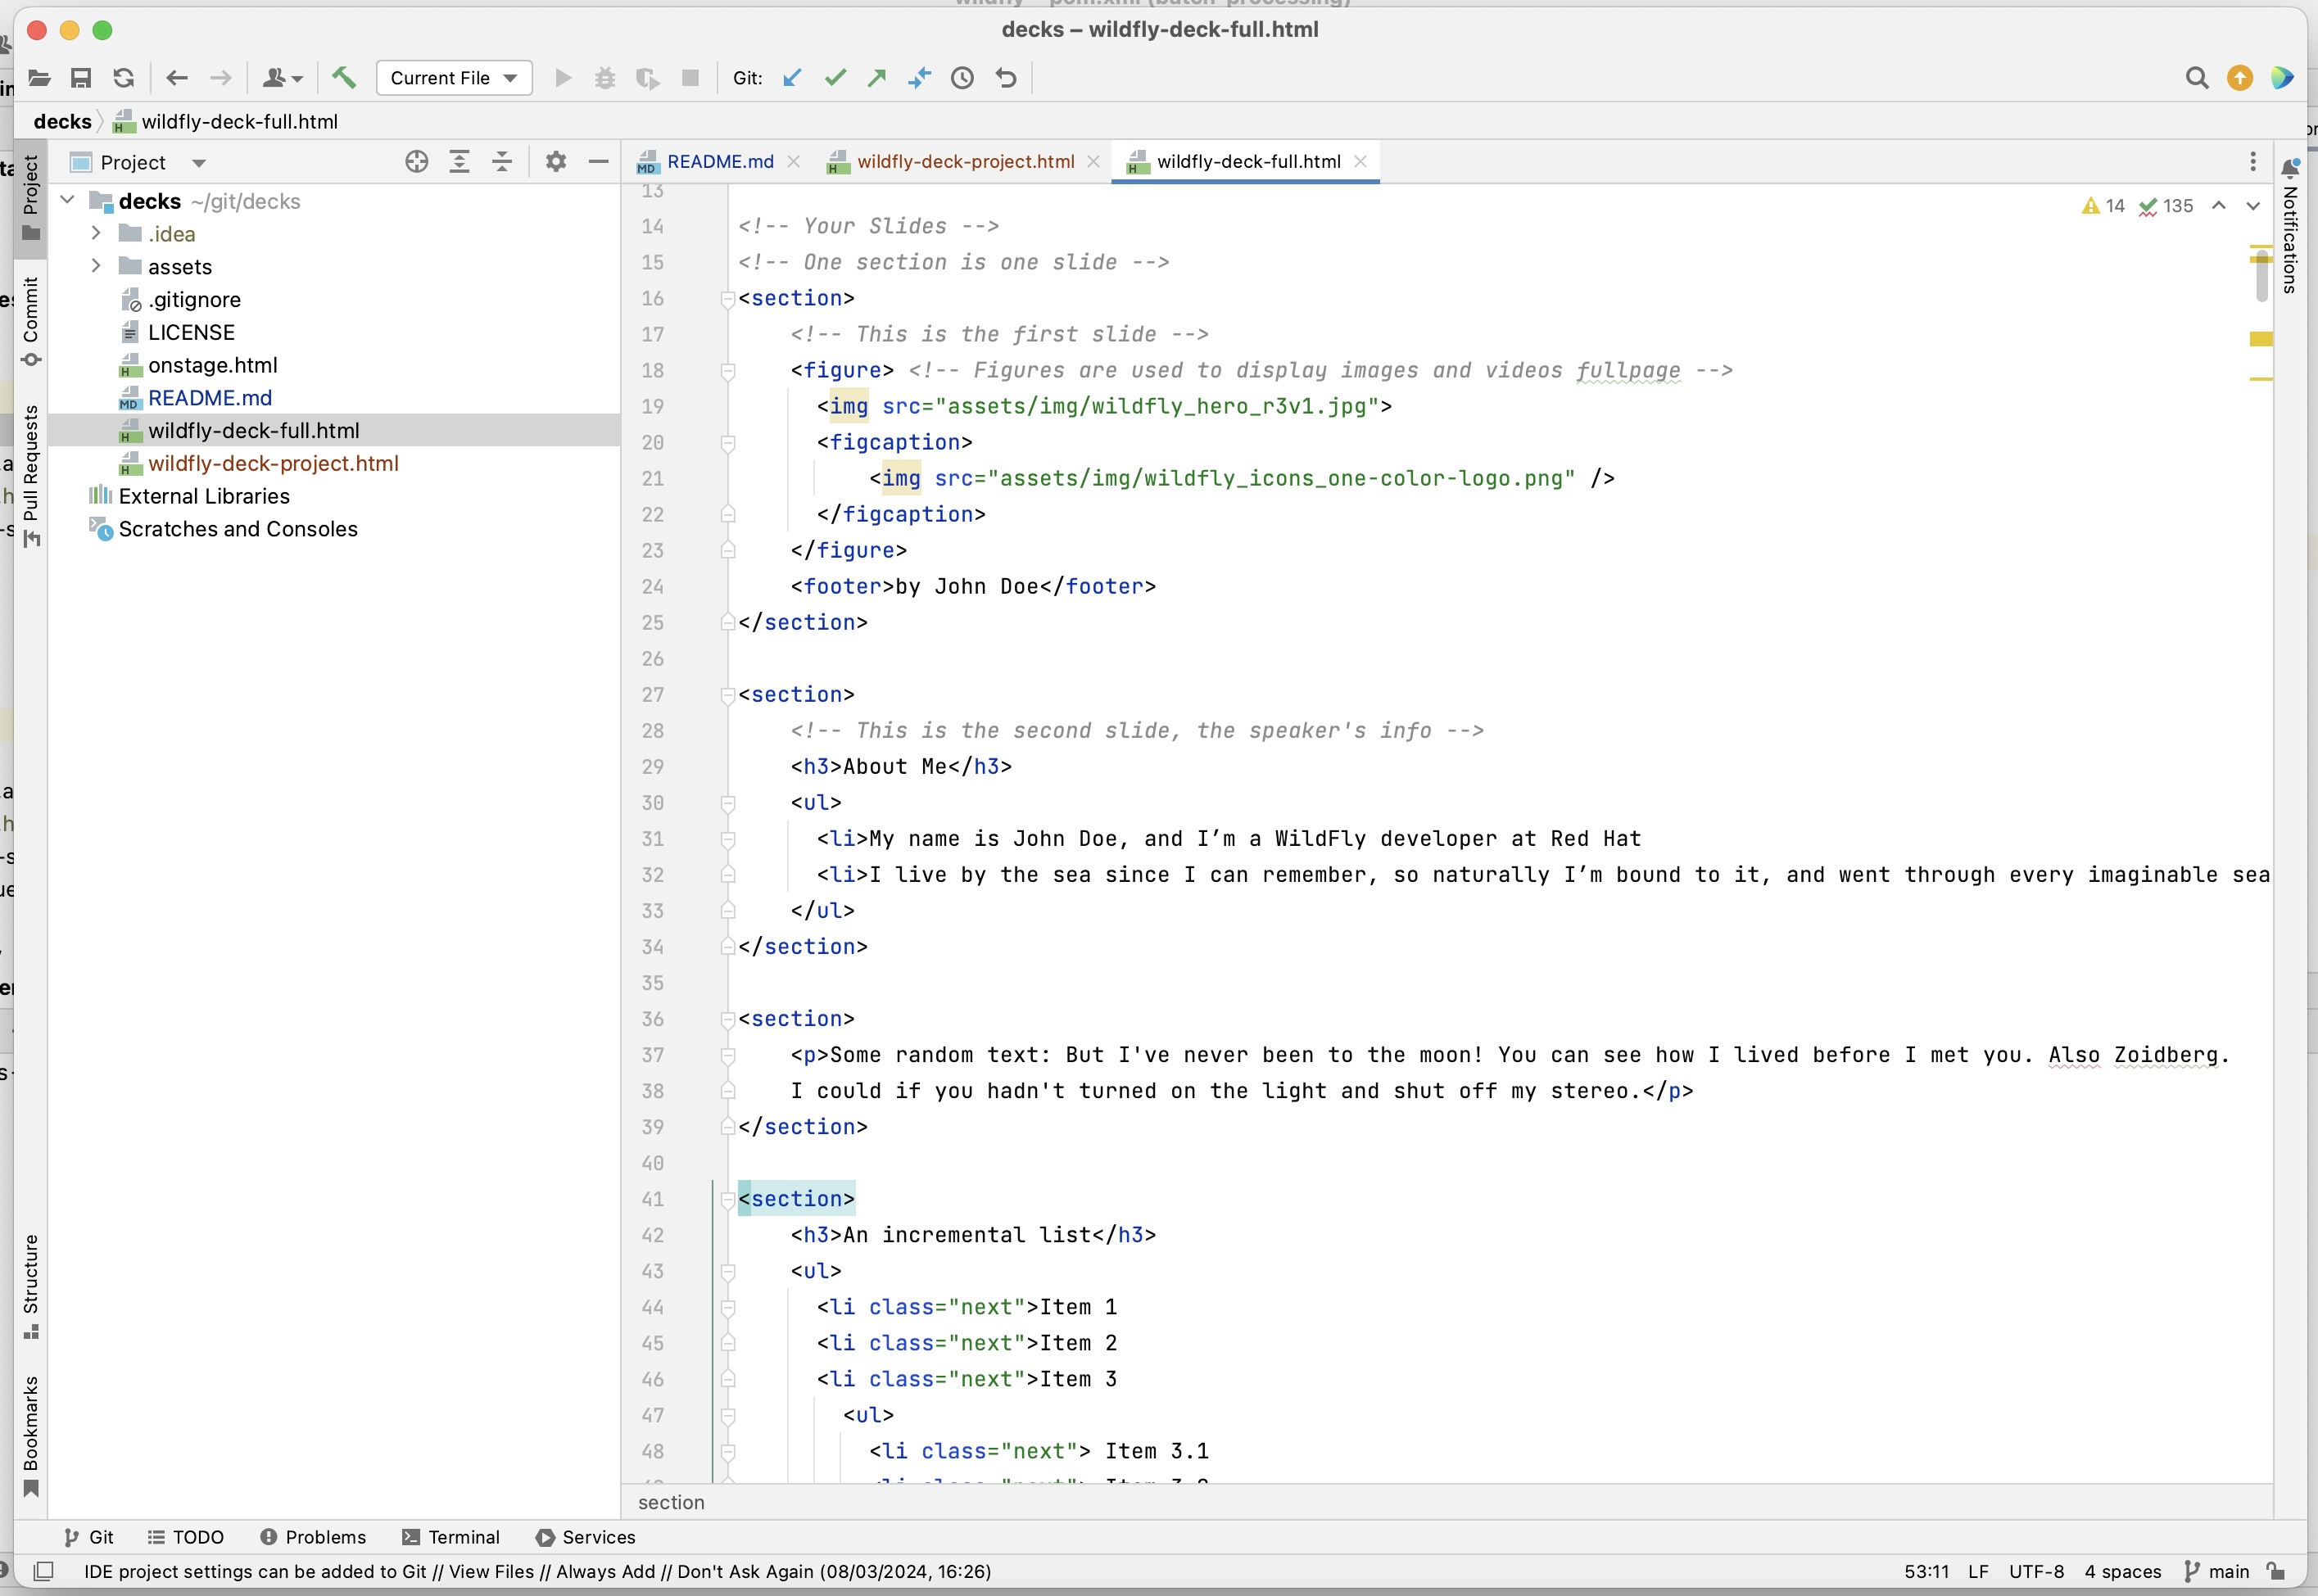 decks – wildfly-deck-full.html
Current File
Git:
decks
wildfly-deck-full.html
Project
Project
decks ~/git/decks
.idea
assets
.gitignore
LICENSE
onstage.html
README.md
wildfly-deck-full.html
wildfly-deck-project.html
External Libraries
Scratches and Consoles
Commit
Pull Requests
Structure
Bookmarks
README.md
wildfly-deck-project.html
wildfly-deck-full.html
14 135
Notifications
13
14 <!-- Your Slides -->
15 <!-- One section is one slide -->
16 <section>
17 <!-- This is the first slide -->
18 <figure> <!-- Figures are used to display images and videos fullpage -->
19 <img src="assets/img/wildfly_hero_r3v1.jpg">
20 <figcaption>
21 <img src="assets/img/wildfly_icons_one-color-logo.png" />
22 </figcaption>
23 </figure>
24 <footer>by John Doe</footer>
25 </section>
26
27 <section>
28 <!-- This is the second slide, the speaker's info -->
29 <h3>About Me</h3>
30 <ul>
31 <li>My name is John Doe, and I’m a WildFly developer at Red Hat
32 <li>I live by the sea since I can remember, so naturally I’m bound to it, and went through every imaginable sea
33 </ul>
34 </section>
35
36 <section>
37 <p>Some random text: But I've never been to the moon! You can see how I lived before I met you. Also Zoidberg.
38 I could if you hadn't turned on the light and shut off my stereo.</p>
39 </section>
40
41 <section>
42 <h3>An incremental list</h3>
43 <ul>
44 <li class="next">Item 1
45 <li class="next">Item 2
46 <li class="next">Item 3
47 <ul>
48 <li class="next"> Item 3.1
section
Git
TODO
Problems
Terminal
Services
IDE project settings can be added to Git // View Files // Always Add // Don't Ask Again (08/03/2024, 16:26)
53:11 LF UTF-8 4 spaces main